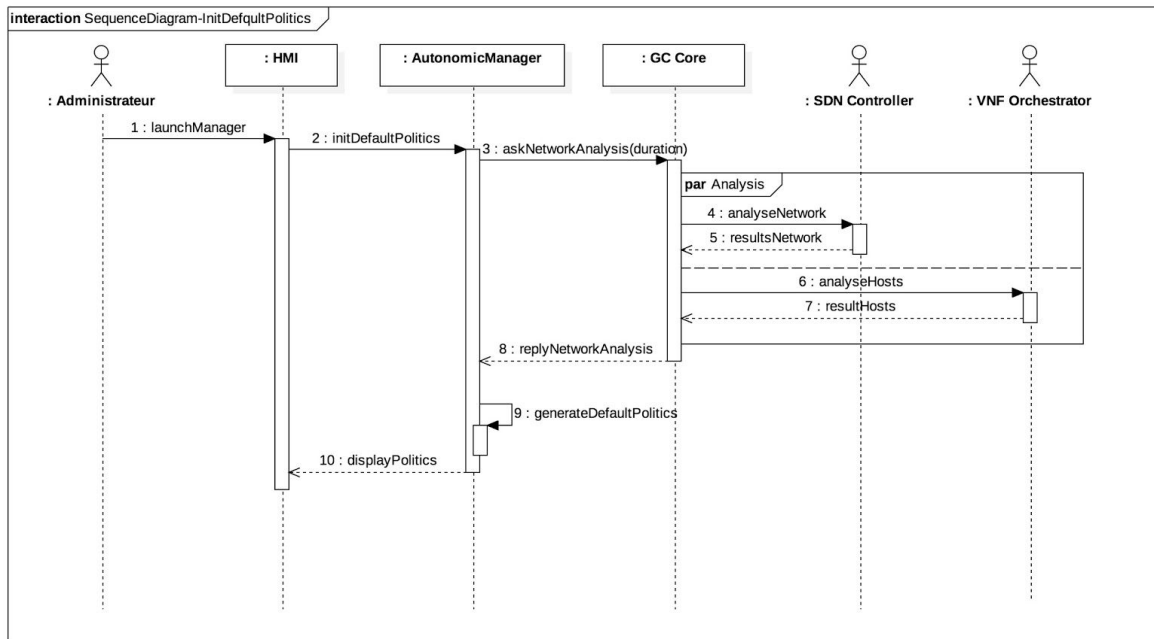 interaction SequenceDiagram-InitDefqultPolitics
: Administrateur
: HMI
: AutonomicManager
: GC Core
: SDN Controller
: VNF Orchestrator
1 : launchManager
2 : initDefaultPolitics
3 : askNetworkAnalysis(duration)
par Analysis
4 : analyseNetwork
5 : resultsNetwork
6 : analyseHosts
7 : resultHosts
8 : replyNetworkAnalysis
9 : generateDefaultPolitics
10 : displayPolitics